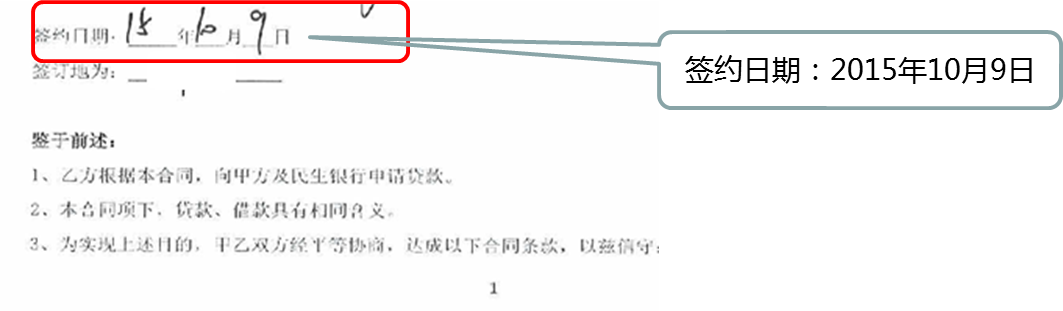 签约日期：15年10月9日
签约日期：2015年10月9日
签订地为：
鉴于前述：
1、乙方根据本合同，向甲方及民生银行申请贷款。
2、本合同项下，贷款、借款具有相同含义。
3、为实现上述目的，甲乙双方经平等协商，达成以下合同条款，以兹信守：
1